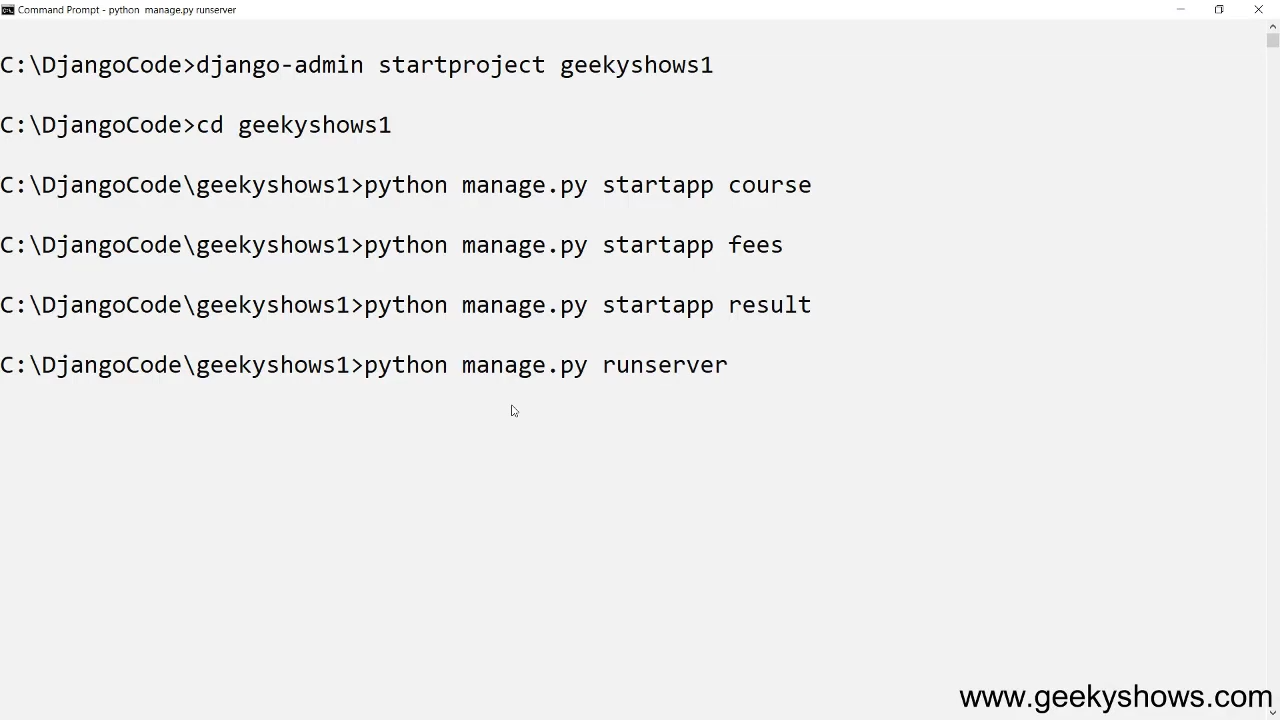 Command Prompt - python  manage.py runserver
C:\DjangoCode>django-admin startproject geekyshows1
C:\DjangoCode>cd geekyshows1
C:\DjangoCode\geekyshows1>python manage.py startapp course
C:\DjangoCode\geekyshows1>python manage.py startapp fees
C:\DjangoCode\geekyshows1>python manage.py startapp result
C:\DjangoCode\geekyshows1>python manage.py runserver
www.geekyshows.com